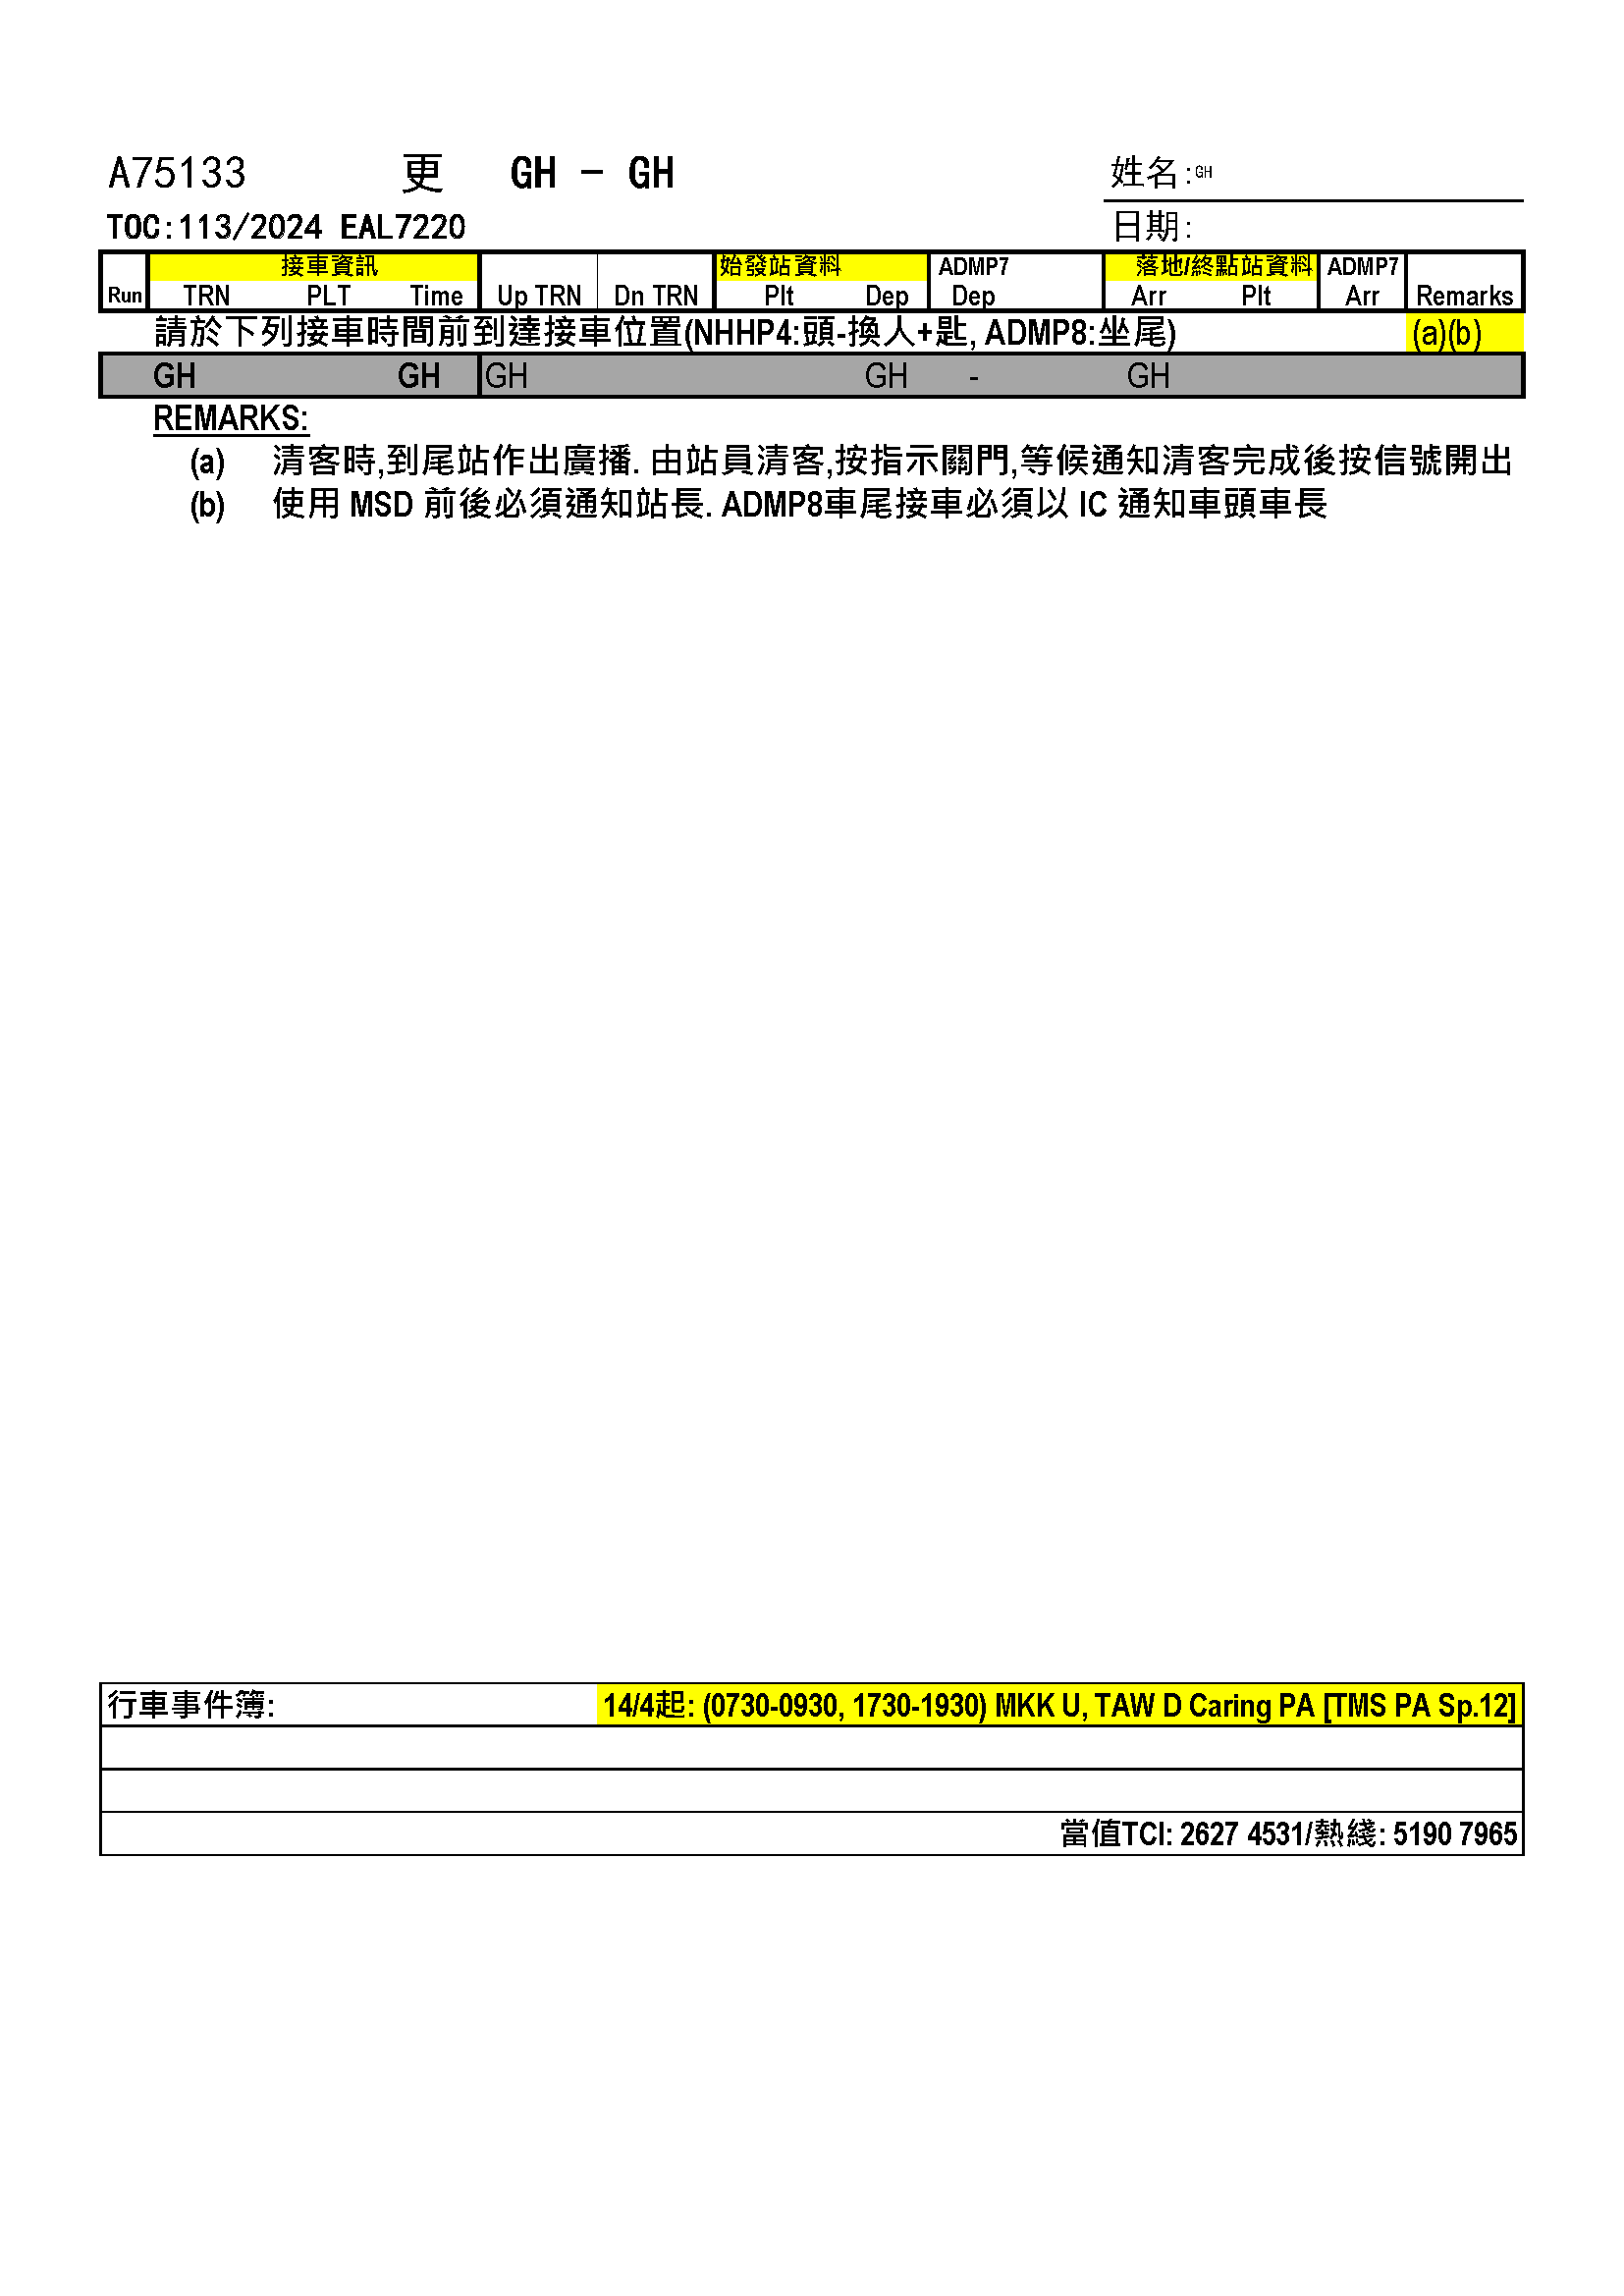 A75133 更 GH - GH 姓名:GH
TOC:113/2024 EAL7220 日期:
接車資訊 始發站資料 ADMP7 落地/終點站資料 ADMP7
Run TRN PLT Time Up TRN Dn TRN Plt Dep Dep Arr Plt Arr Remarks
請於下列接車時間前到達接車位置(NHHP4:頭-換人+匙, ADMP8:坐尾) (a)(b)
GH GH GH GH - GH
REMARKS:
(a) 清客時,到尾站作出廣播. 由站員清客,按指示關門,等候通知清客完成後按信號開出
(b) 使用 MSD 前後必須通知站長. ADMP8車尾接車必須以 IC 通知車頭車長
行車事件簿: 14/4起: (0730-0930, 1730-1930) MKK U, TAW D Caring PA [TMS PA Sp.12]
當值TCI: 2627 4531/熱綫: 5190 7965